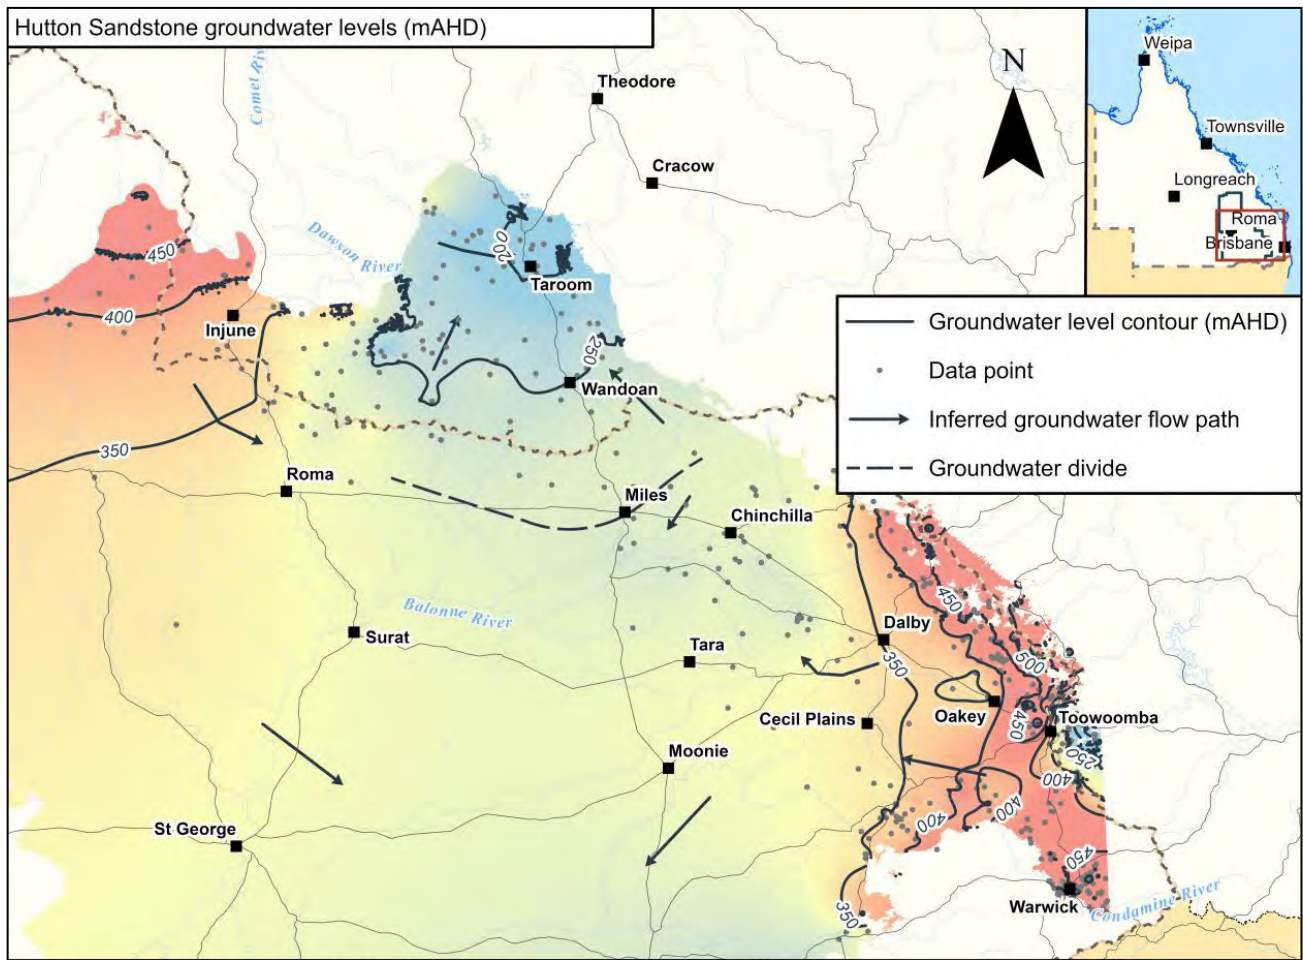 Hutton Sandstone groundwater levels (mAHD)
Comet Riv
Theodore
N
Weipa
Townsville
Cracow
Longreach
Roma
Brisbane
Dawson River
450
200
Taroom
400
Injune
250
Wandoan
Groundwater level contour (mAHD)
Data point
Inferred groundwater flow path
Groundwater divide
350
Roma
Miles
Chinchilla
450
Balonne River
Surat
Dalby
Tara
350
500
Cecil Plains
Oakey
450
Toowoomba
250
Moonie
400
400
400
St George
450
Warwick
Condamine River
350